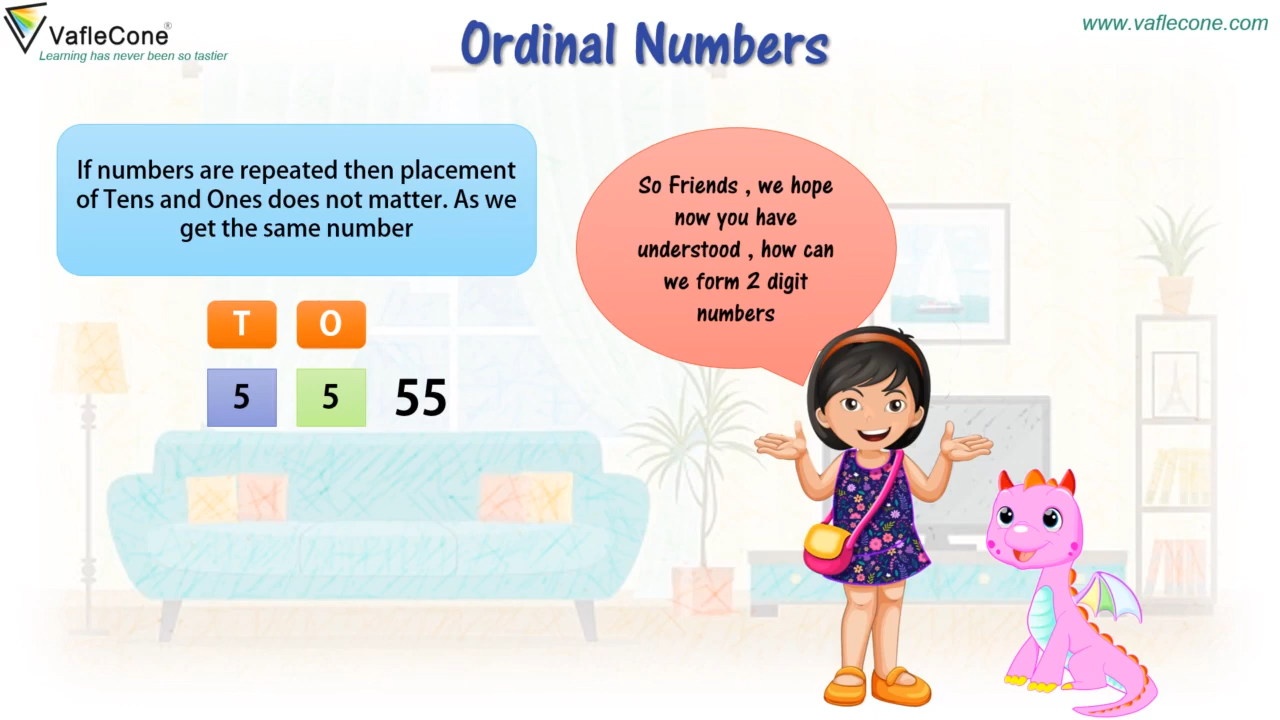 VafleCone®
Learning has never been so tastier
Ordinal Numbers
www.vaflecone.com
If numbers are repeated then placement
of Tens and Ones does not matter. As we
get the same number
T O
5 5 55
So Friends , we hope
now you have
understood , how can
we form 2 digit
numbers